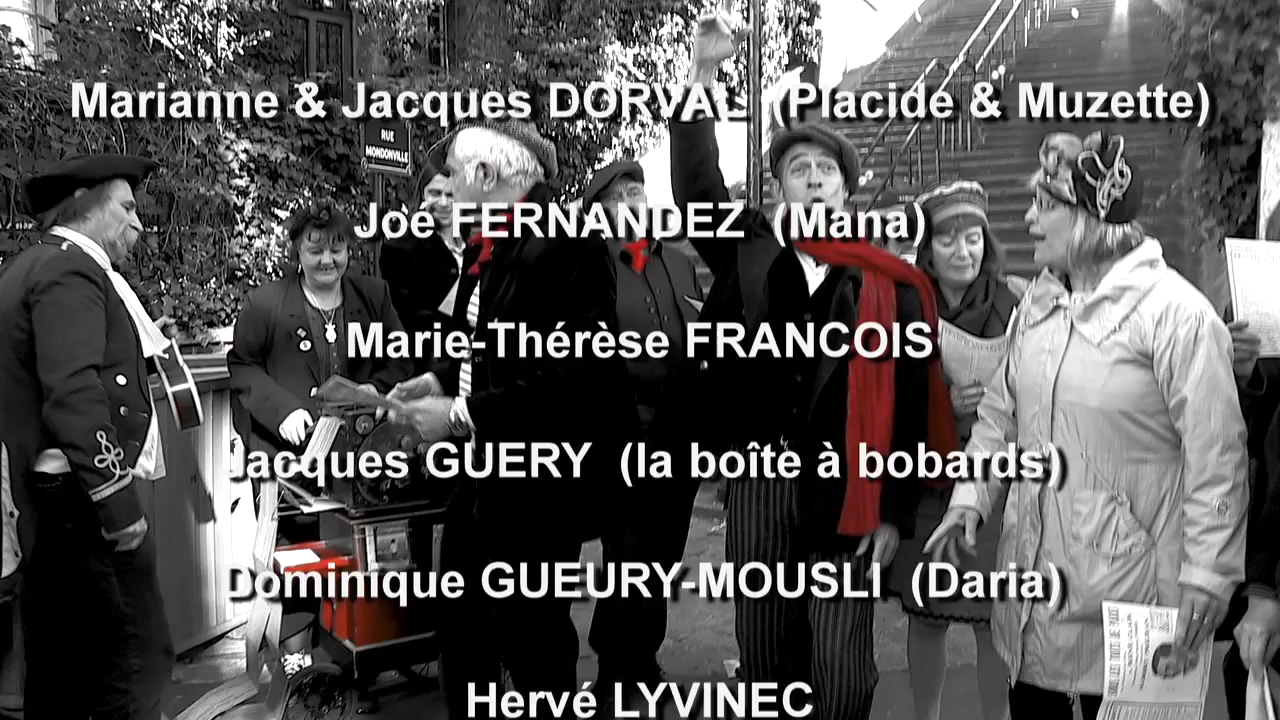 Marianne & Jacques DORVAL (Placide & Muzette)
RUE
MONDONVILLE
Joé FERNANDEZ (Mana)
Marie-Thérèse FRANCOIS
Jacques GUERY (la boîte à bobards)
Dominique GUEURY-MOUSLI (Daria)
Hervé LYVINEC